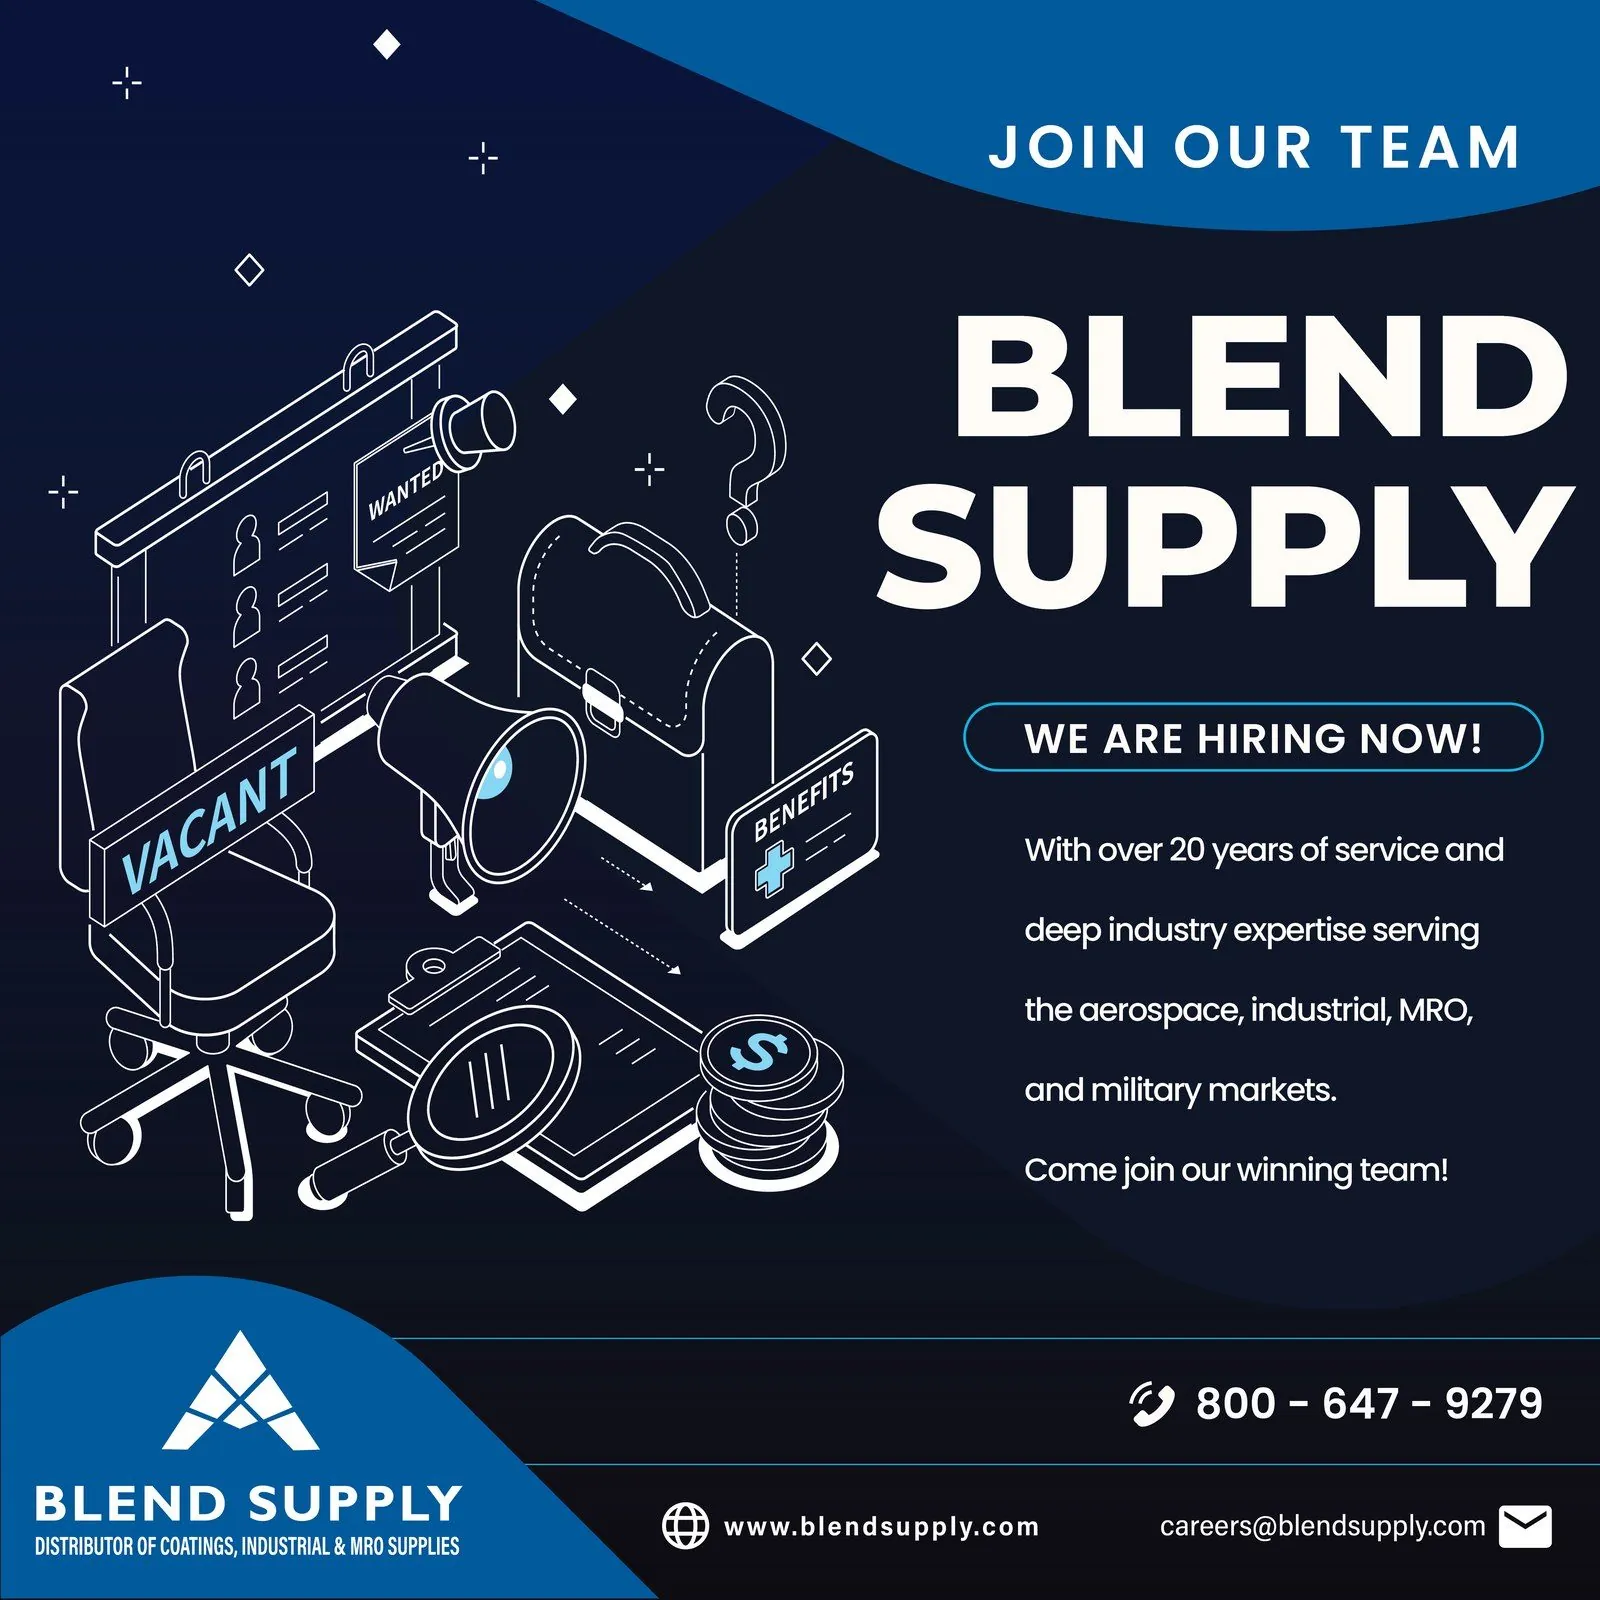 JOIN OUR TEAM
BLEND
SUPPLY
WE ARE HIRING NOW!
With over 20 years of service and
deep industry expertise serving
the aerospace, industrial, MRO,
and military markets.
Come join our winning team!
WANTED
VACANT
BENEFITS
$
BLEND SUPPLY
DISTRIBUTOR OF COATINGS, INDUSTRIAL & MRO SUPPLIES
800 - 647 - 9279
www.blendsupply.com
careers@blendsupply.com